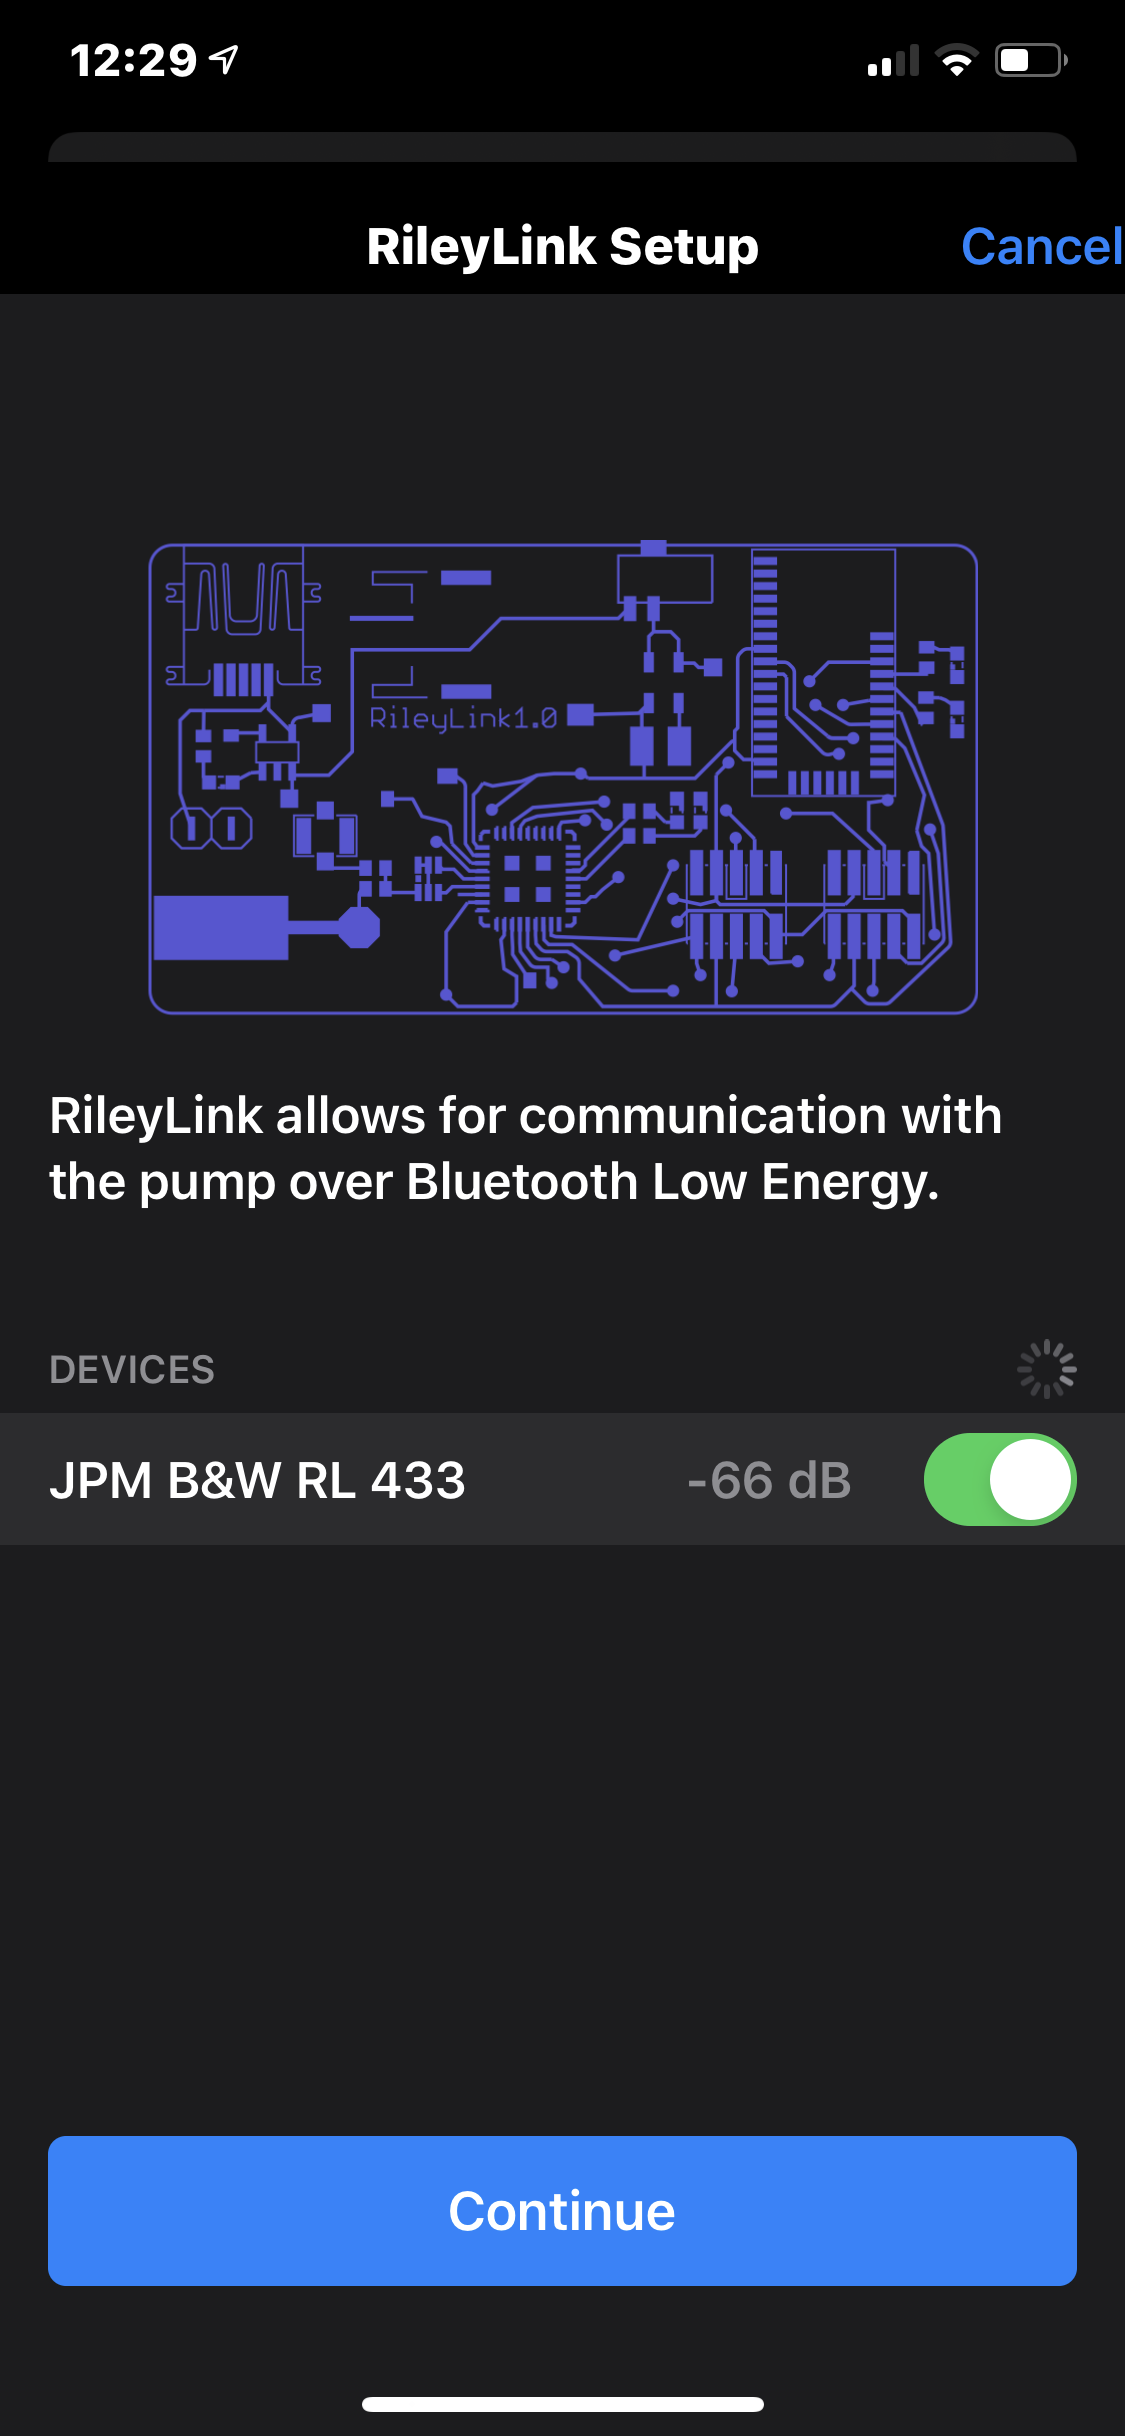 12:29
RileyLink Setup
Cancel
RileyLink1.0
RileyLink allows for communication with
the pump over Bluetooth Low Energy.
DEVICES
JPM B&W RL 433
-66 dB
Continue